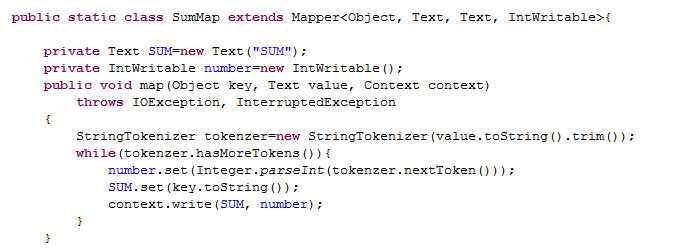 public static class SumMap extends Mapper<Object, Text, Text, IntWritable>{
private Text SUM=new Text("SUM");
private IntWritable number=new IntWritable();
public void map(Object key, Text value, Context context)
throws IOException, InterruptedException
{
StringTokenizer tokenzer=new StringTokenizer(value.toString().trim());
while(tokenzer.hasMoreTokens()){
number.set(Integer.parseInt(tokenzer.nextToken()));
SUM.set(key.toString());
context.write(SUM, number);
}
}